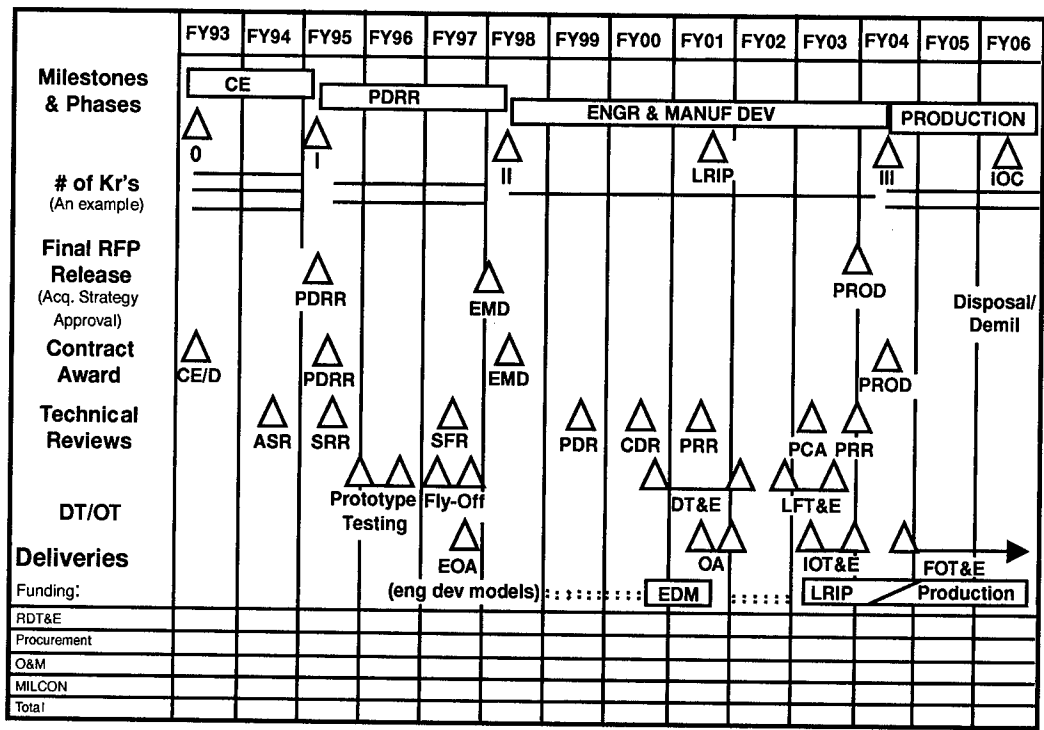 FY93 FY94 FY95 FY96 FY97 FY98 FY99 FY00 FY01 FY02 FY03 FY04 FY05 FY06
Milestones
& Phases
CE
PDRR
ENGR & MANUF DEV
PRODUCTION
0 I II LRIP III IOC
# of Kr's
(An example)
Final RFP
Release
(Acq. Strategy
Approval)
PDRR EMD PROD
Disposal/
Demil
Contract
Award
CE/D PDRR EMD PROD
Technical
Reviews
ASR SRR SFR PDR CDR PRR PCA PRR
DT/OT
Prototype
Testing
Fly-Off
DT&E LFT&E
EOA OA IOT&E FOT&E
Deliveries
(eng dev models) EDM LRIP Production
Funding:
RDT&E
Procurement
O&M
MILCON
Total